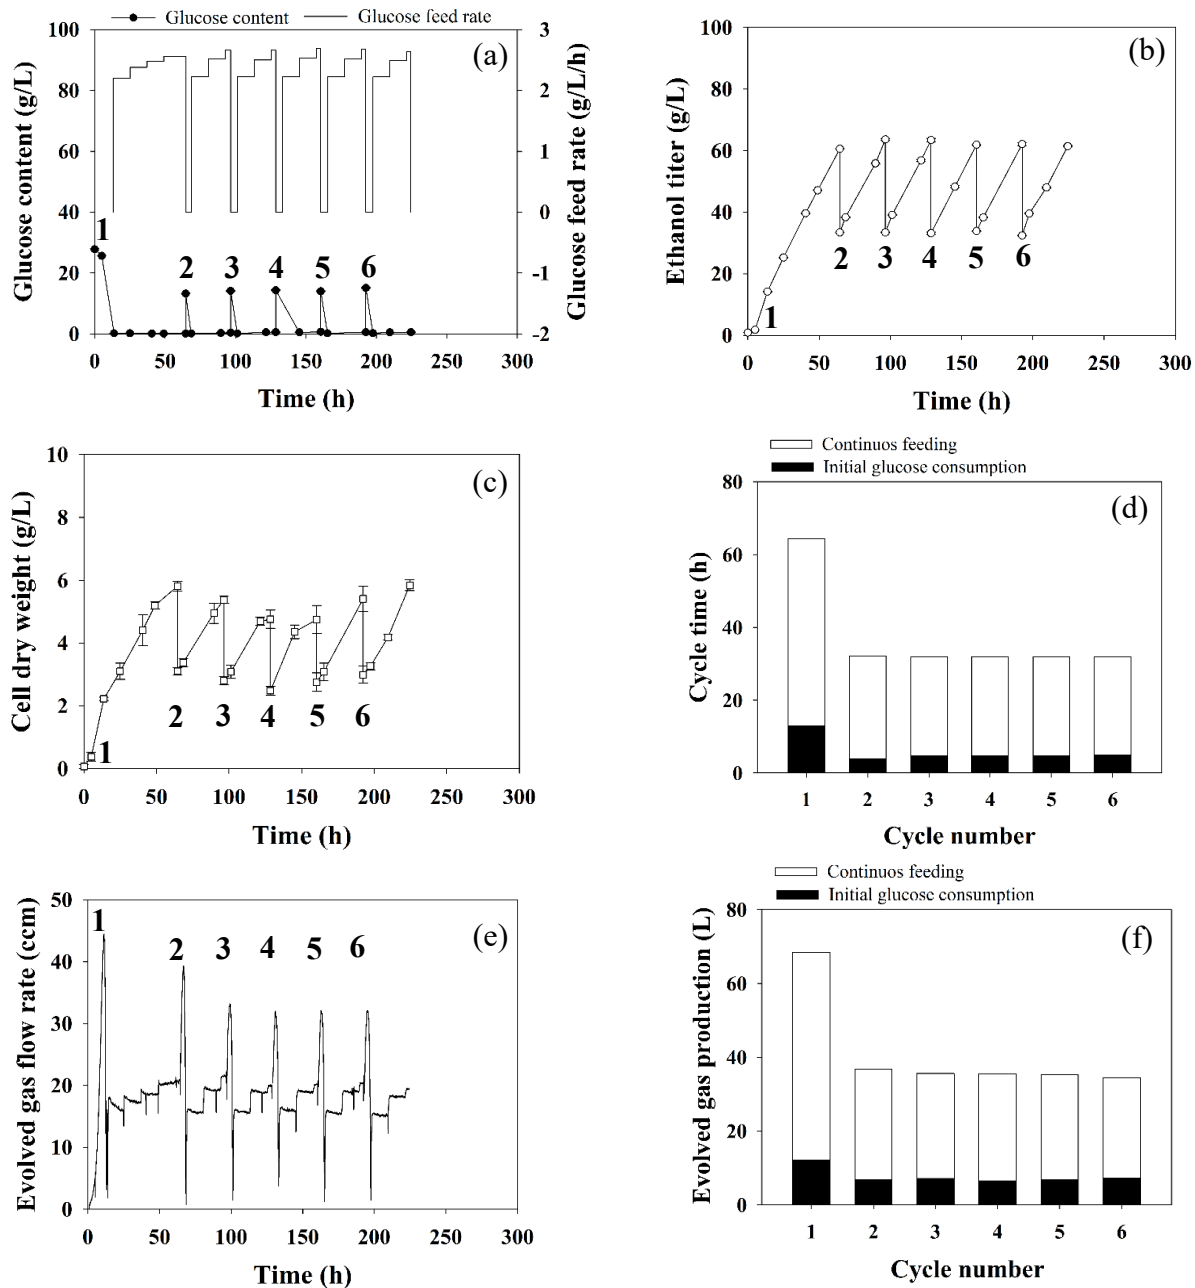 Glucose content Glucose feed rate
(a)
Glucose content (g/L)
100
80
60
40
20
0
3
2
1
0
-1
-2
Glucose feed rate (g/L/h)
1 2 3 4 5 6
0 50 100 150 200 250 300
Time (h)
(b)
Ethanol titer (g/L)
100
80
60
40
20
0
1 2 3 4 5 6
0 50 100 150 200 250 300
Time (h)
(c)
Cell dry weight (g/L)
10
8
6
4
2
0
1 2 3 4 5 6
0 50 100 150 200 250 300
Time (h)
Continuos feeding
Initial glucose consumption
(d)
Cycle time (h)
80
60
40
20
0
1 2 3 4 5 6
Cycle number
(e)
Evolved gas flow rate (ccm)
50
40
30
20
10
0
1 2 3 4 5 6
0 50 100 150 200 250 300
Time (h)
Continuos feeding
Initial glucose consumption
(f)
Evolved gas production (L)
80
60
40
20
0
1 2 3 4 5 6
Cycle number